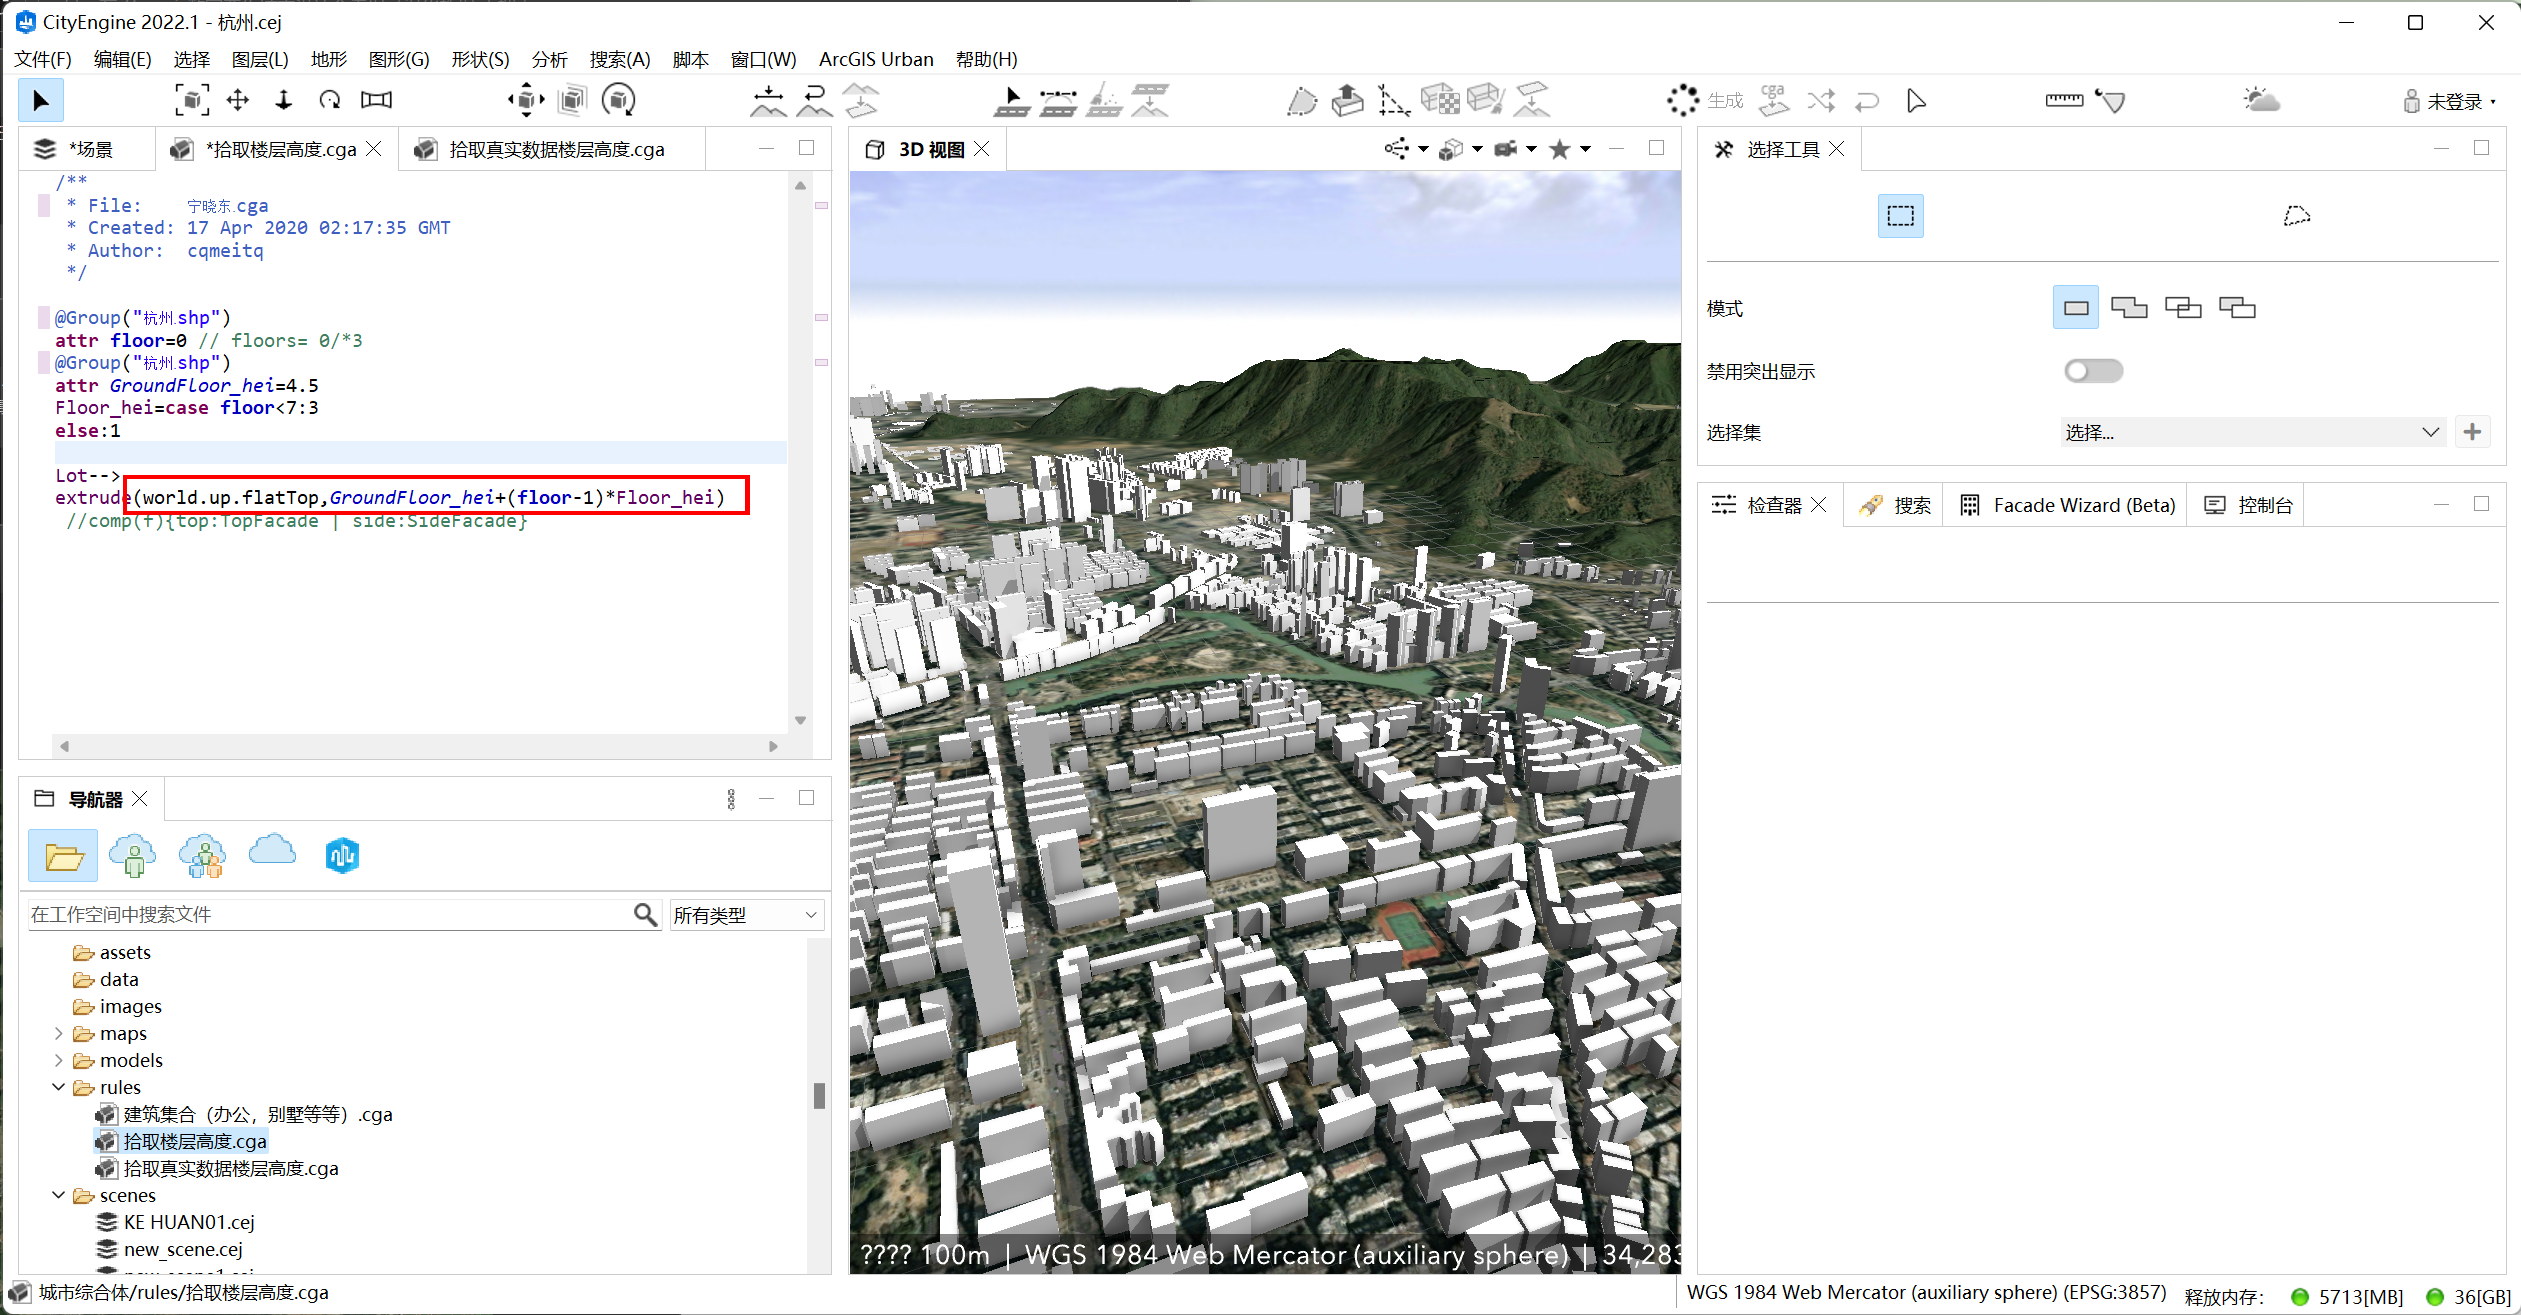 CityEngine 2022.1 - 杭州.cej
文件(F) 编辑(E) 选择 图层(L) 地形 图形(G) 形状(S) 分析 搜索(A) 脚本 窗口(W) ArcGIS Urban 帮助(H)
生成 cga 未登录
*场景 *拾取楼层高度.cga 拾取真实数据楼层高度.cga
/**
* File: 宁晓东.cga
* Created: 17 Apr 2020 02:17:35 GMT
* Author: cqmeitq
*/
@Group("杭州.shp")
attr floor=0 // floors= 0/*3
@Group("杭州.shp")
attr GroundFloor_hei=4.5
Floor_hei=case floor<7:3
else:1
Lot-->
extrude(world.up.flatTop,GroundFloor_hei+(floor-1)*Floor_hei)
//comp(f){top:TopFacade | side:SideFacade}
导航器
在工作空间中搜索文件 所有类型
assets
data
images
maps
models
rules
建筑集合（办公，别墅等等）.cga
拾取楼层高度.cga
拾取真实数据楼层高度.cga
scenes
KE HUAN01.cej
new_scene.cej
城市综合体/rules/拾取楼层高度.cga
3D 视图
???? 100m | WGS 1984 Web Mercator (auxiliary sphere) | 34,283
选择工具
模式
禁用突出显示
选择集 选择...
检查器 搜索 Facade Wizard (Beta) 控制台
WGS 1984 Web Mercator (auxiliary sphere) (EPSG:3857) 释放内存: 5713[MB] 36[GB]